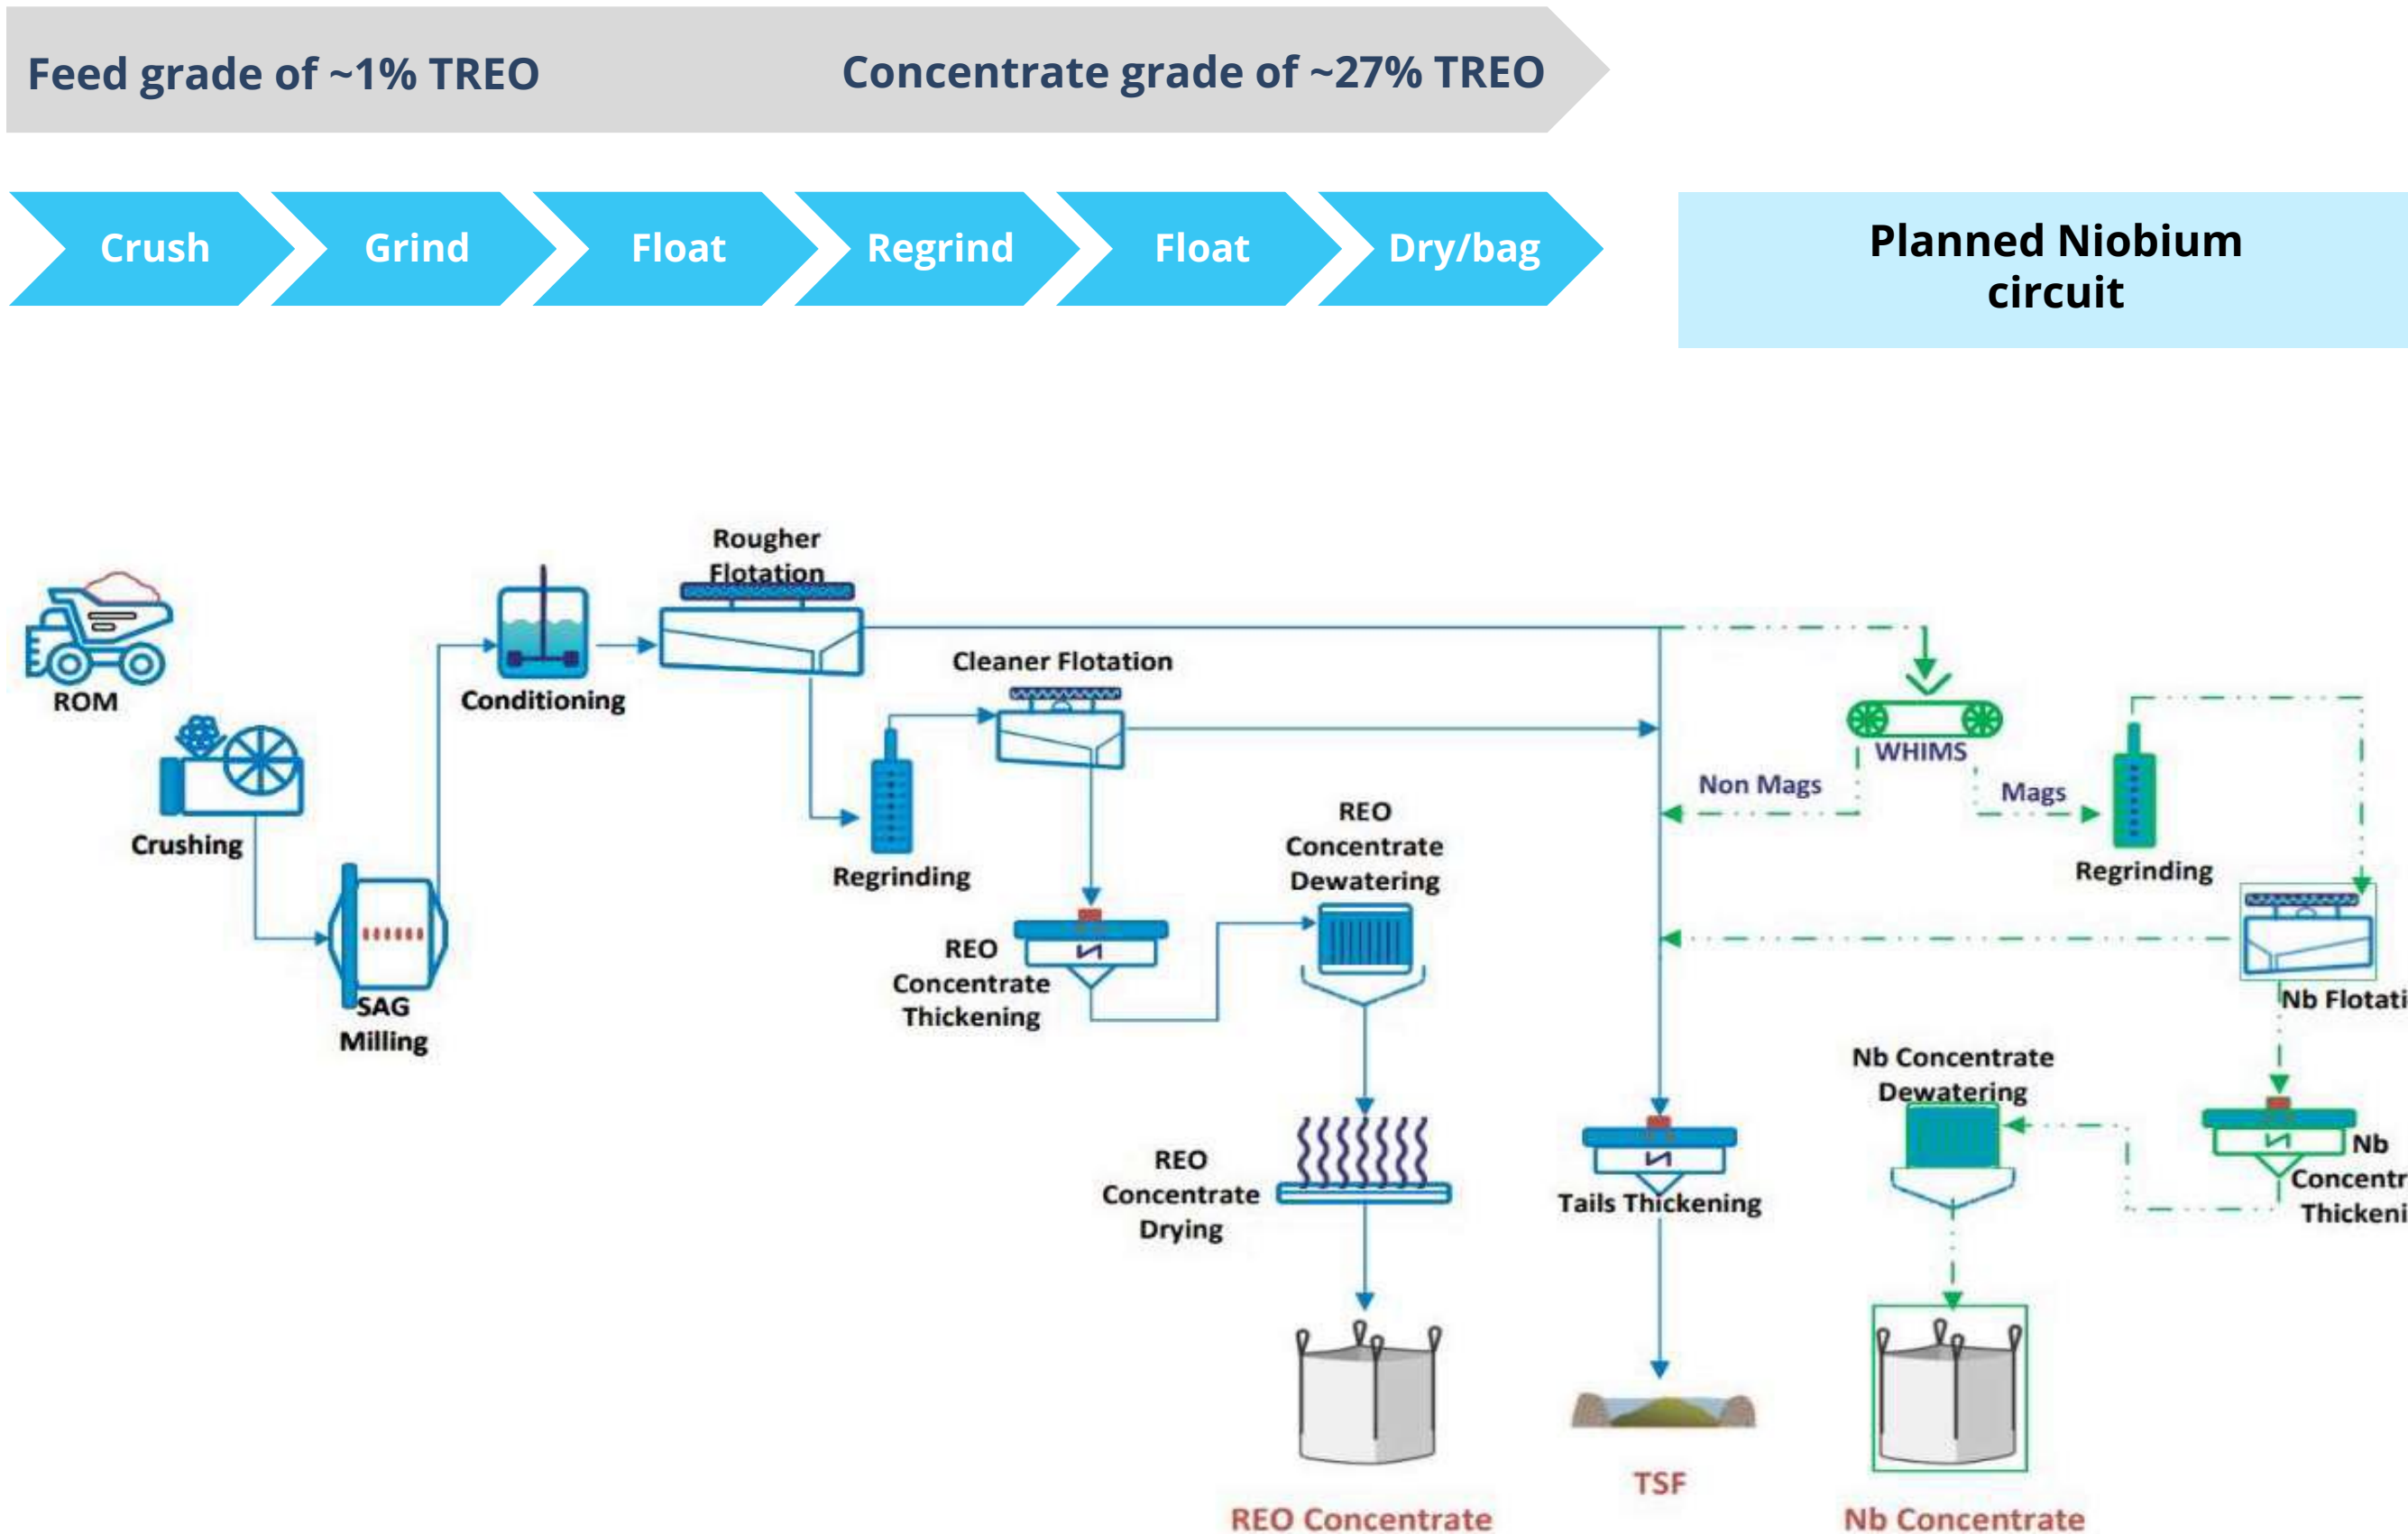 Feed grade of ~1% TREO
Concentrate grade of ~27% TREO
Crush
Grind
Float
Regrind
Float
Dry/bag
Planned Niobium
circuit
ROM
Crushing
SAG
Milling
Conditioning
Rougher
Flotation
Regrinding
Cleaner Flotation
REO
Concentrate
Thickening
REO
Concentrate
Dewatering
REO
Concentrate
Drying
REO Concentrate
Tails Thickening
TSF
WHIMS
Non Mags
Mags
Regrinding
Nb Flotati
Nb
Concentr
Thickeni
Nb Concentrate
Dewatering
Nb Concentrate